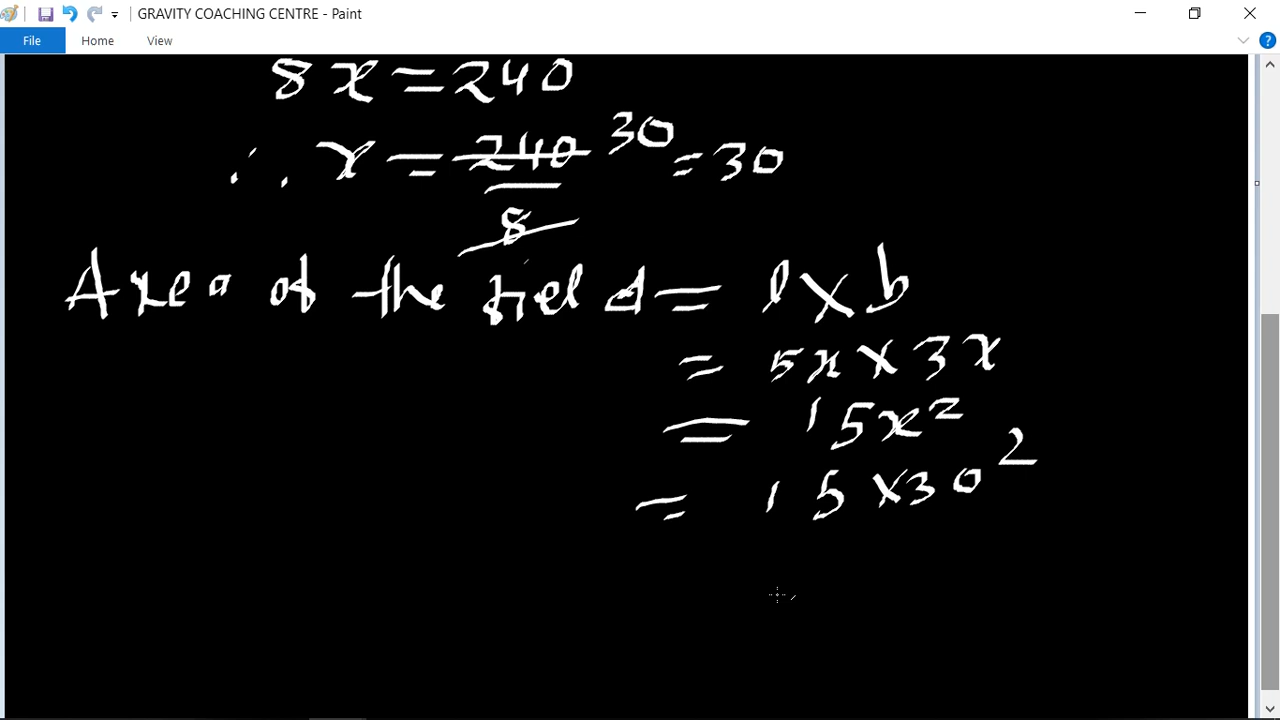 GRAVITY COACHING CENTRE - Paint
File Home View
8x=240
∴ x = 240/8 30 = 30
Area of the field = l×b
= 5x×3x
= 15x²
= 15×30²